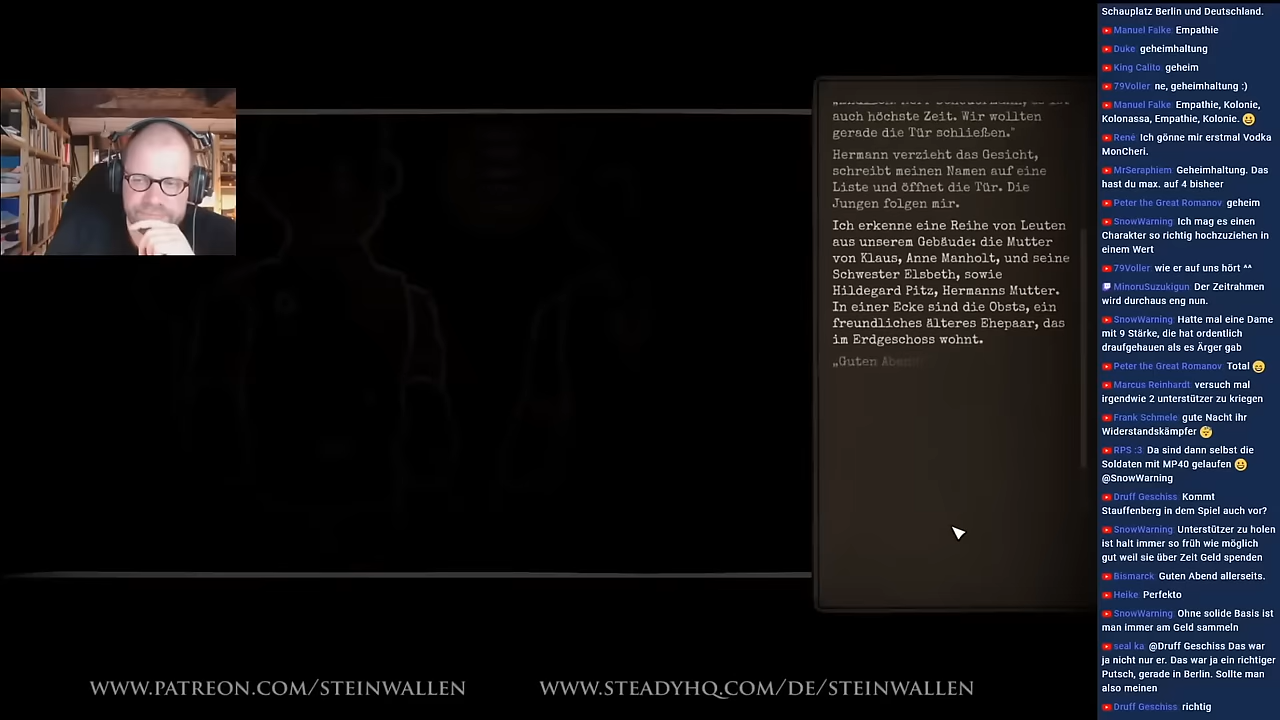 auch höchste Zeit. Wir wollten
gerade die Tür schließen."
Hermann verzieht das Gesicht,
schreibt meinen Namen auf eine
Liste und öffnet die Tür. Die
Jungen folgen mir.
Ich erkenne eine Reihe von Leuten
aus unserem Gebäude: die Mutter
von Klaus, Anne Manholt, und seine
Schwester Elsbeth, sowie
Hildegard Pitz, Hermanns Mutter.
In einer Ecke sind die Obsts, ein
freundliches älteres Ehepaar, das
im Erdgeschoss wohnt.
„Guten Abend
WWW.PATREON.COM/STEINWALLEN
WWW.STEADYHQ.COM/DE/STEINWALLEN
Schauplatz Berlin und Deutschland.
Manuel Falke Empathie
Duke geheimhaltung
King Calito geheim
79Voller ne, geheimhaltung :)
Manuel Falke Empathie, Kolonie,
Kolonassa, Empathie, Kolonie. 😀
René Ich gönne mir erstmal Vodka
MonCheri.
MrSeraphiem Geheimhaltung. Das
hast du max. auf 4 bisheer
Peter the Great Romanov geheim
SnowWarning Ich mag es einen
Charakter so richtig hochzuziehen in
einem Wert
79Voller wie er auf uns hört ^^
MinoruSuzukigun Der Zeitrahmen
wird durchaus eng nun.
SnowWarning Hatte mal eine Dame
mit 9 Stärke, die hat ordentlich
draufgehauen als es Ärger gab
Peter the Great Romanov Total 😀
Marcus Reinhardt versuch mal
irgendwie 2 unterstützer zu kriegen
Frank Schmele gute Nacht ihr
Widerstandskämpfer 😴
RPS :3 Da sind dann selbst die
Soldaten mit MP40 gelaufen 😀
@SnowWarning
Druff Geschiss Kommt
Stauffenberg in dem Spiel auch vor?
SnowWarning Unterstützer zu holen
ist halt immer so früh wie möglich
gut weil sie über Zeit Geld spenden
Bismarck Guten Abend allerseits.
Heike Perfekto
SnowWarning Ohne solide Basis ist
man immer am Geld sammeln
seal ka @Druff Geschiss Das war
ja nicht nur er. Das war ja ein richtiger
Putsch, gerade in Berlin. Sollte man
also meinen
Druff Geschiss richtig